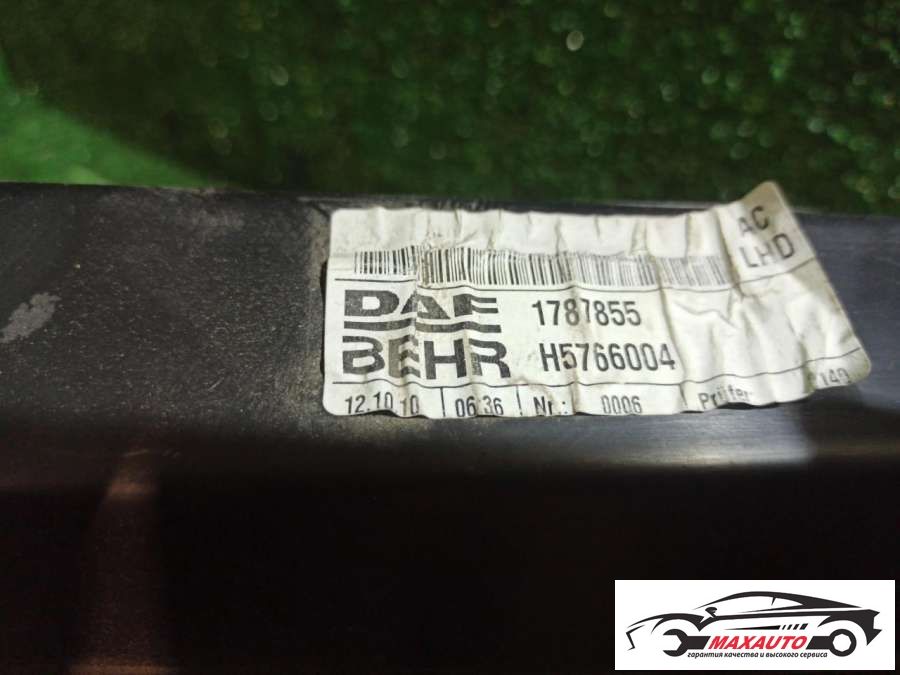 AC
LHD
DAF 1787855
BEHR H5766004
12.10.10 06:36 Nr.: 0006 Prüfer: 140
MAXAUTO
гарантия качества и высокого сервиса